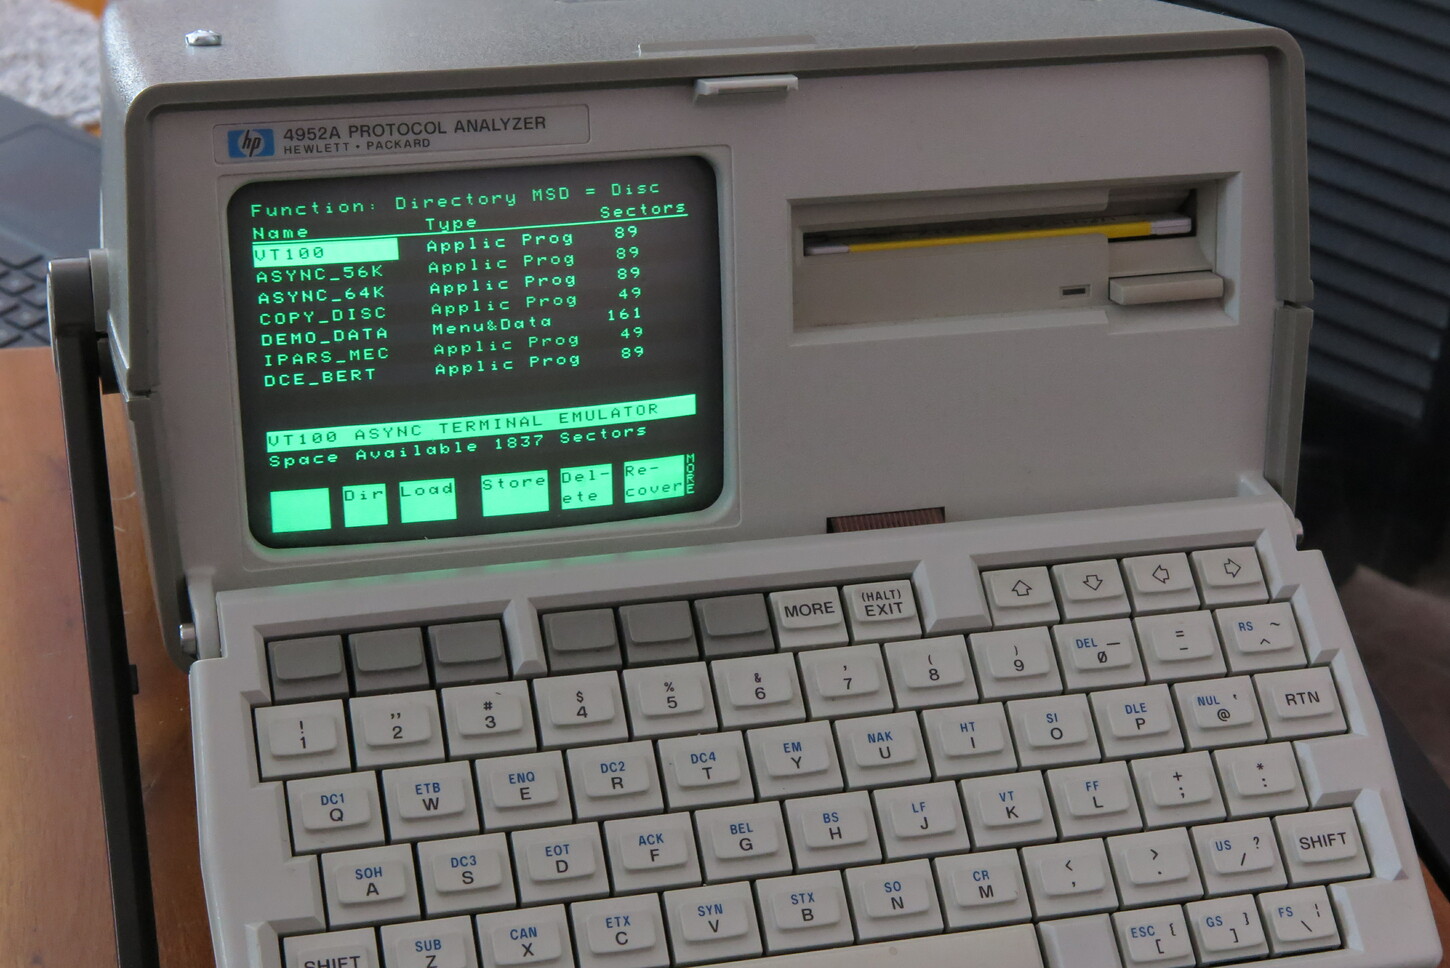 hp 4952A PROTOCOL ANALYZER
HEWLETT • PACKARD
Function: Directory MSD = Disc
Name Type Sectors
VT100 Applic Prog 89
ASYNC_56K Applic Prog 89
ASYNC_64K Applic Prog 89
COPY_DISC Applic Prog 49
DEMO_DATA Menu&Data 161
IPARS_MEC Applic Prog 49
DCE_BERT Applic Prog 89
VT100 ASYNC TERMINAL EMULATOR
Space Available 1837 Sectors
Dir Load Store Del- Re- MORE
ete cover
MORE (HALT)
EXIT
⇧ ⇩ ⇦ ⇨
! " # $ % & ' ( ) DEL — = RS ~
1 2 3 4 5 6 7 8 9 0 - ^
DC1 ETB ENQ DC2 DC4 EM NAK HT SI DLE NUL ' RTN
Q W E R T Y U I O P @
SOH DC3 EOT ACK BEL BS LF VT FF + *
A S D F G H J K L ; :
SHIFT SUB CAN ETX SYN STX SO CR < > US ? SHIFT
Z X C V B N M , . /
ESC { GS } FS ¦
[ ] \